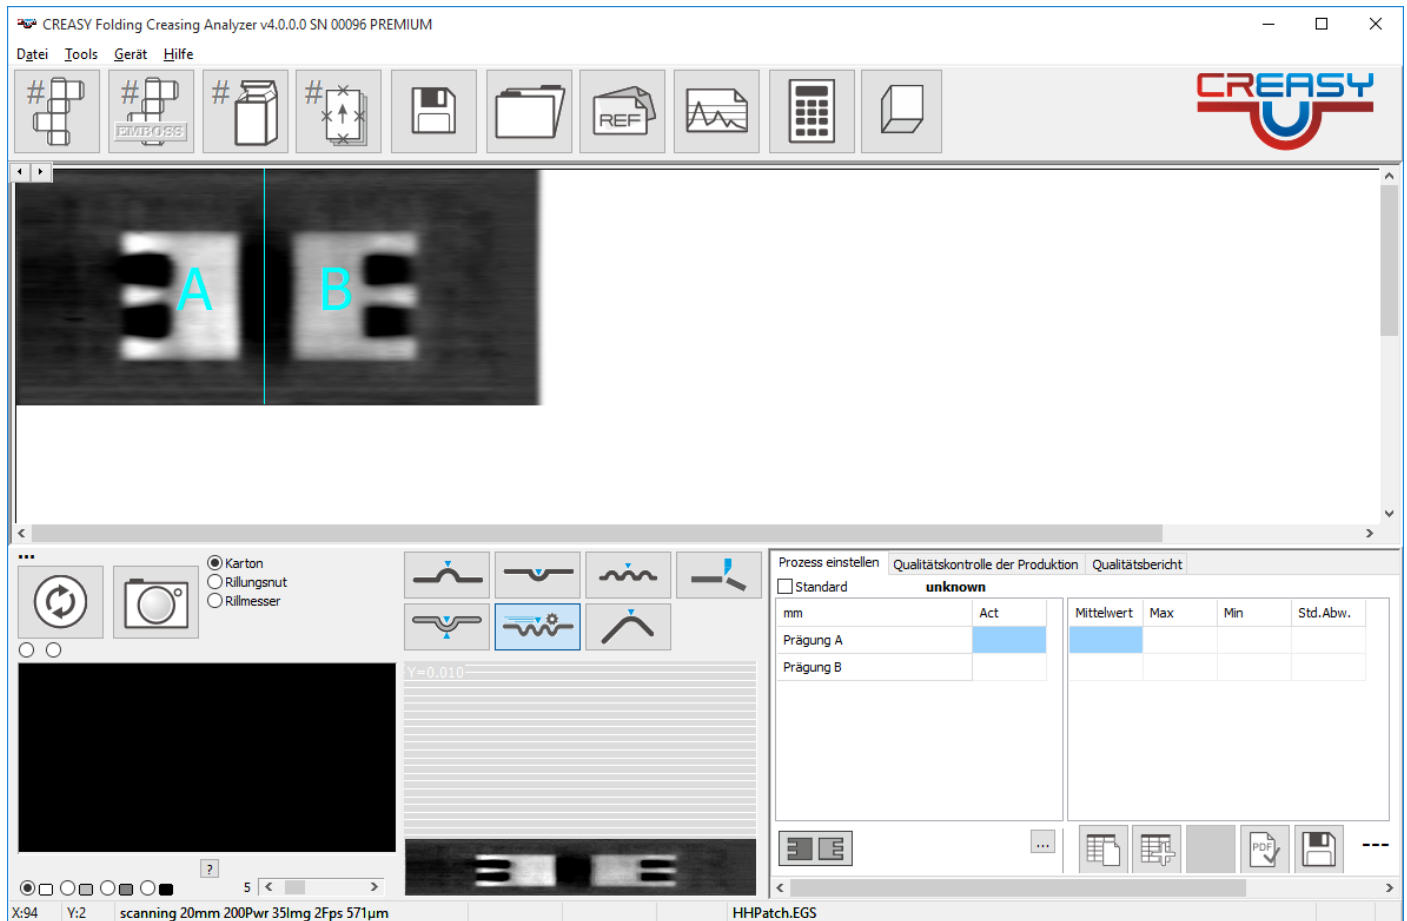 CREASY Folding Creasing Analyzer v4.0.0.0 SN 00096 PREMIUM
Datei Tools Gerät Hilfe
# # EMBOSS # # REF
CREASY
A B
Karton
Rillungsnut
Rillmesser
Y=0.010
?
5
Prozess einstellen Qualitätskontrolle der Produktion Qualitätsbericht
Standard unknown
mm Act Mittelwert Max Min Std.Abw.
Prägung A
Prägung B
... PDF ---
X:94 Y:2 scanning 20mm 200Pwr 35Img 2Fps 571µm HHPatch.EGS